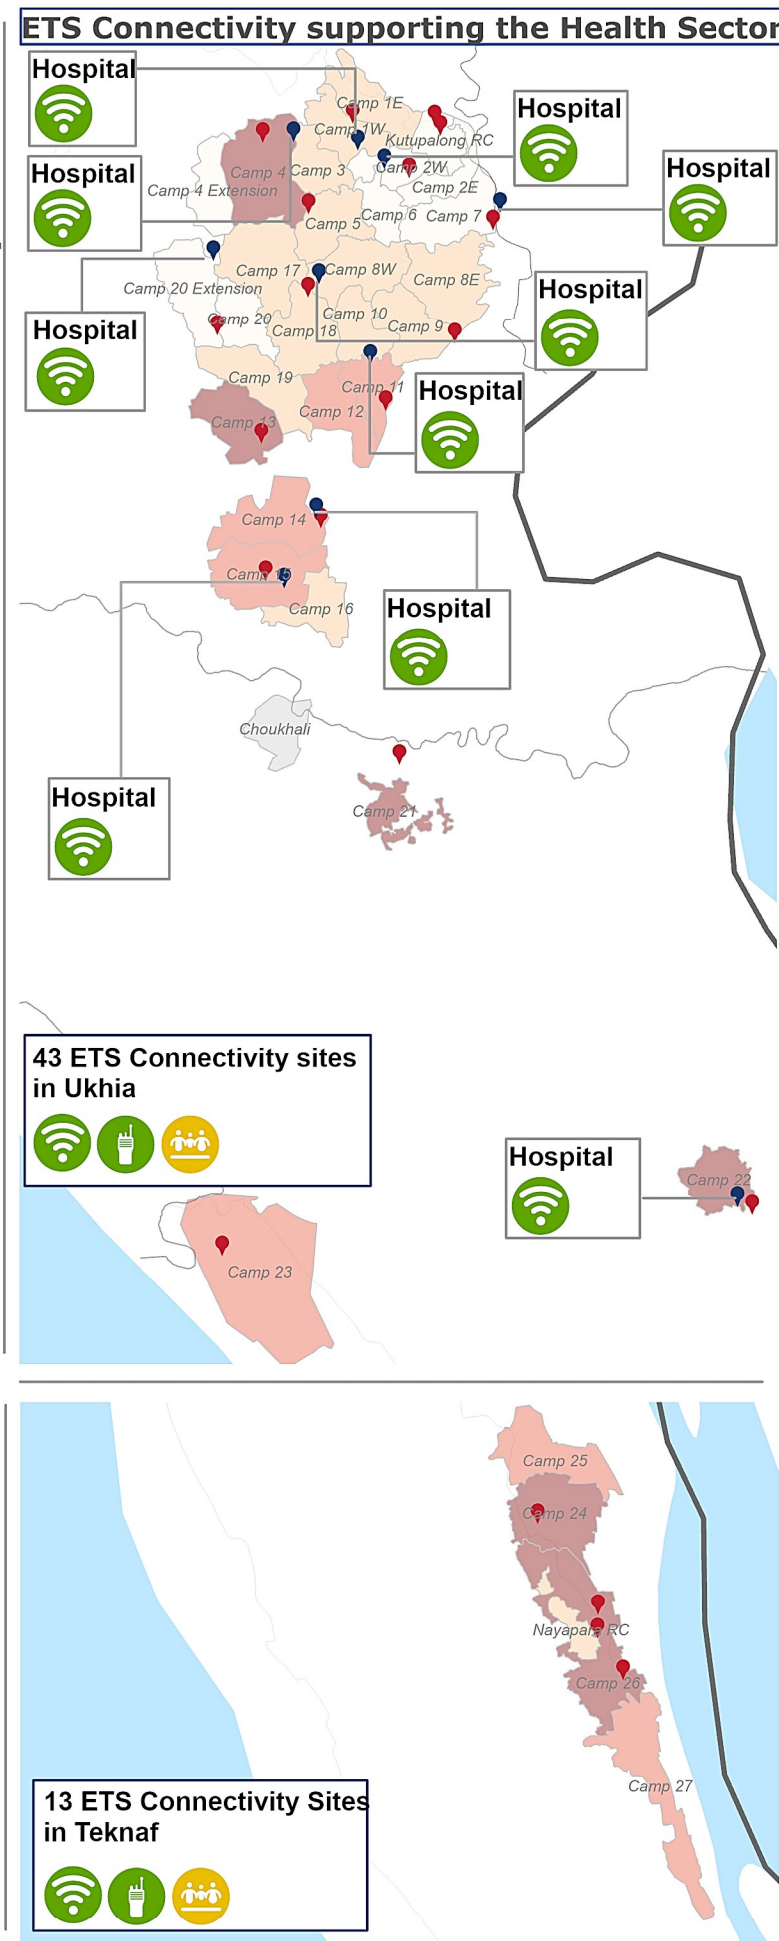 ETS Connectivity supporting the Health Sector
Hospital
Camp 1E
Hospital
Camp 1W
Kutupalong RC
Hospital
Camp 4
Camp 3
Camp 2W
Hospital
Camp 4 Extension
Camp 2E
Camp 5
Camp 6
Camp 7
Camp 17
Camp 8W
Camp 8E
Camp 20 Extension
Hospital
Hospital
Camp 20
Camp 18
Camp 10
Camp 9
Camp 19
Camp 11
Hospital
Camp 12
Camp 13
Camp 14
Camp 15
Camp 16
Hospital
Choukhali
Hospital
Camp 21
43 ETS Connectivity sites
in Ukhia
Hospital
Camp 22
Camp 23
Camp 25
Camp 24
Nayapara RC
Camp 26
Camp 27
13 ETS Connectivity Sites
in Teknaf